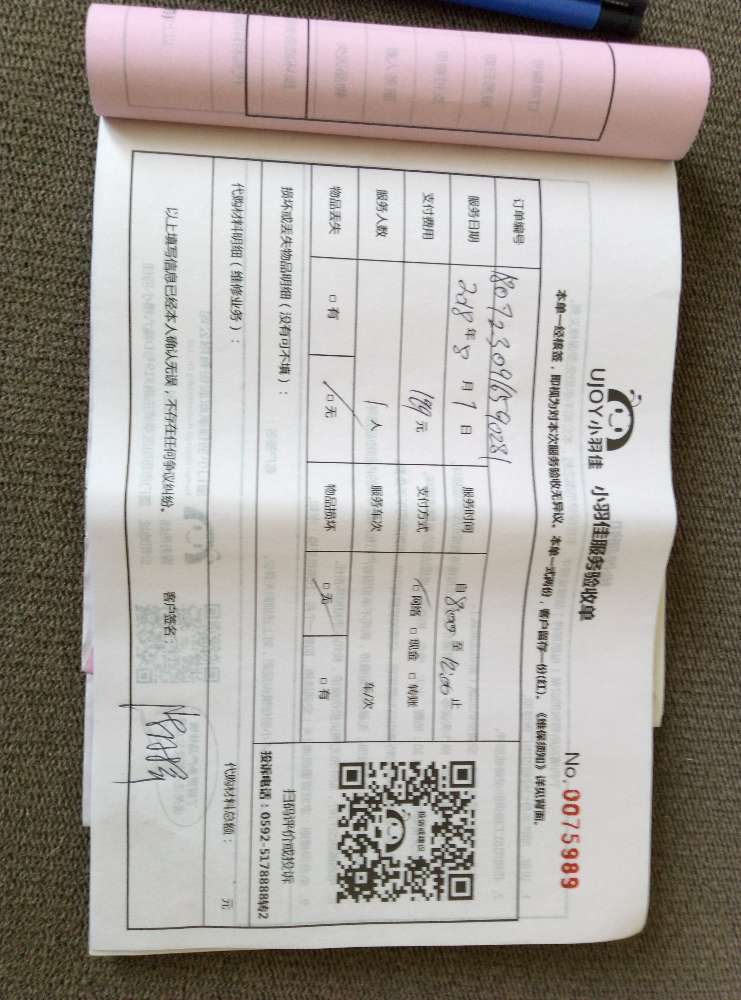 UJOY小羽佳 小羽佳服务验收单
No.0075989
本单一经核签，即视为对本次服务验收无异议。本单一式两份，客户留存一份(红)。《维保须知》详见背面。
订单编号 180723096590281
服务日期 2018年8月1日 服务时间 自8:00至12:00止
支付费用 189元 支付方式 □网络 □现金 □转账
服务人数 1人 服务车次 车/次
物品丢失 □有 □无 物品损坏 □无 □有
投诉或建议
扫码评价或投诉
投诉电话：0592-5178888转2
损坏或丢失物品明细（没有可不填）：
代购材料明细（维修业务）： 代购材料总额： 元
以上填写信息已经本人确认无误，不存在任何争议纠纷。 客户签名：